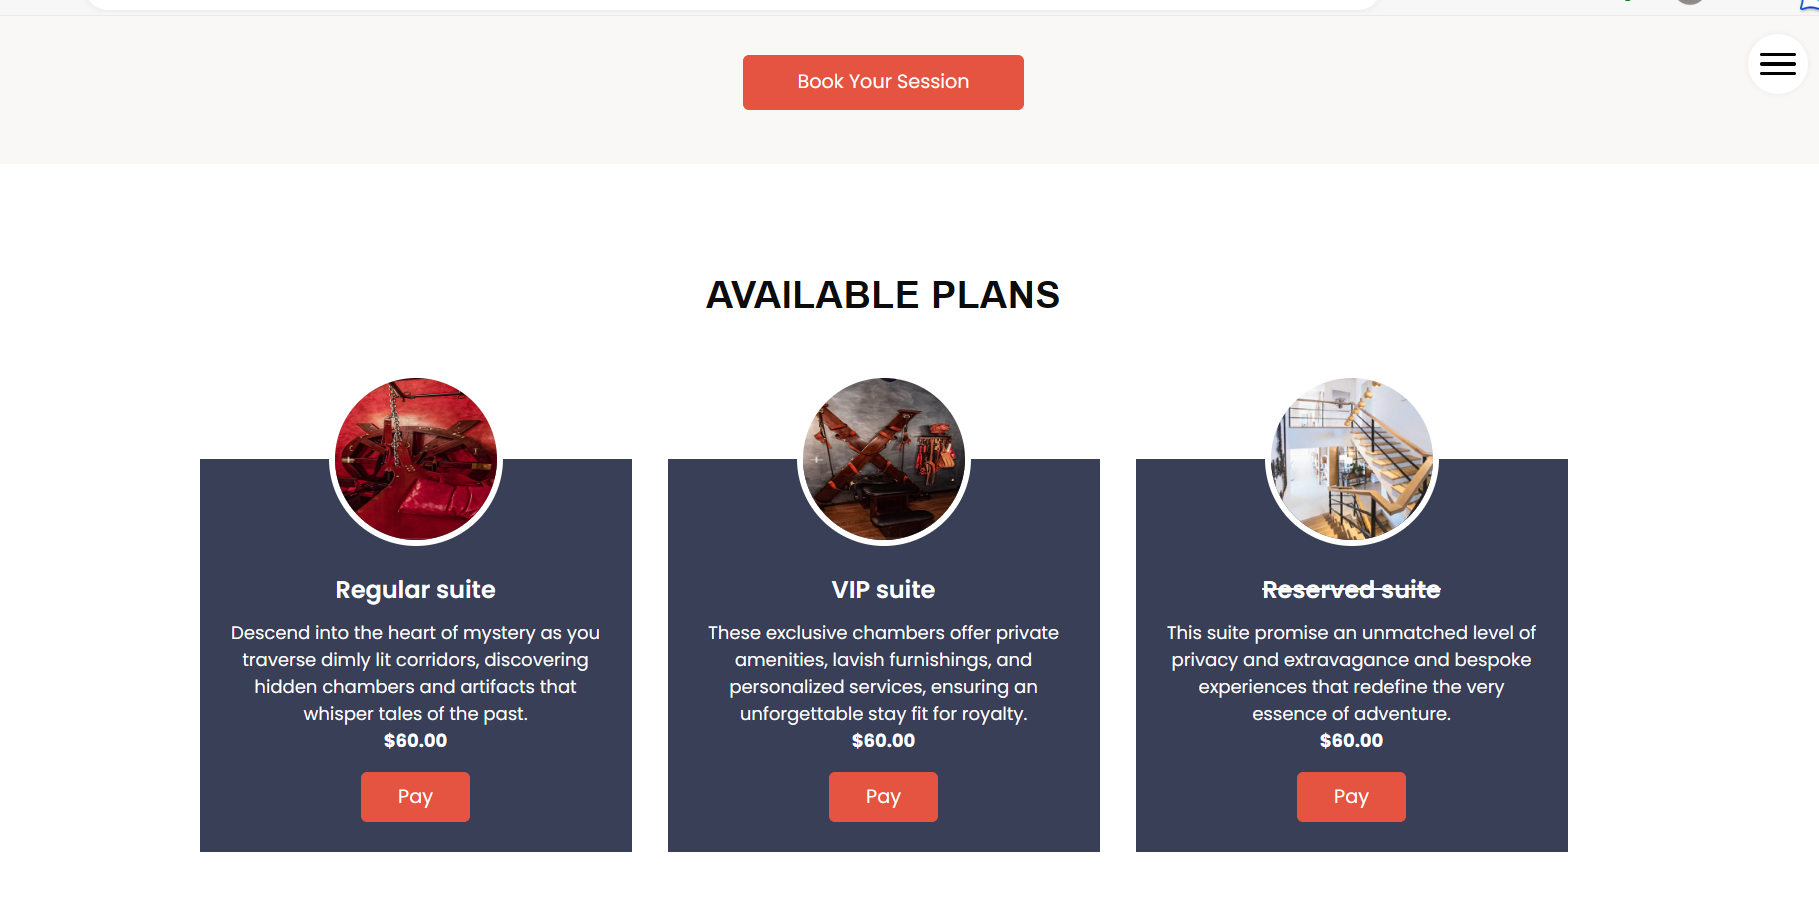 Book Your Session
AVAILABLE PLANS
Regular suite
Descend into the heart of mystery as you
traverse dimly lit corridors, discovering
hidden chambers and artifacts that
whisper tales of the past.
$60.00
Pay
VIP suite
These exclusive chambers offer private
amenities, lavish furnishings, and
personalized services, ensuring an
unforgettable stay fit for royalty.
$60.00
Pay
Reserved suite
This suite promise an unmatched level of
privacy and extravagance and bespoke
experiences that redefine the very
essence of adventure.
$60.00
Pay